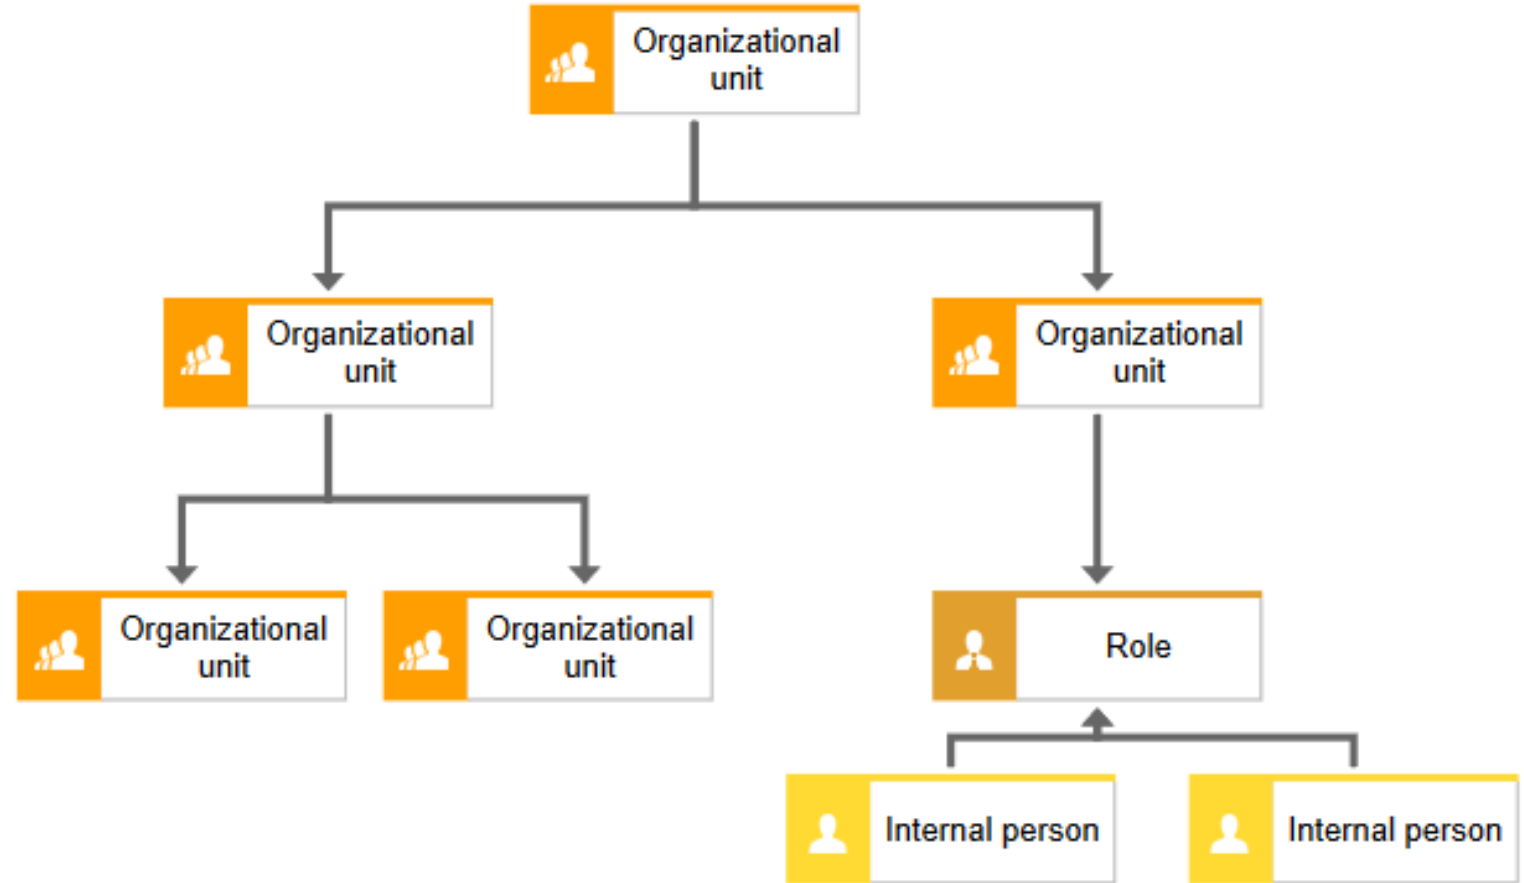 Organizational
unit
Organizational
unit
Organizational
unit
Organizational
unit
Organizational
unit
Role
Internal person
Internal person